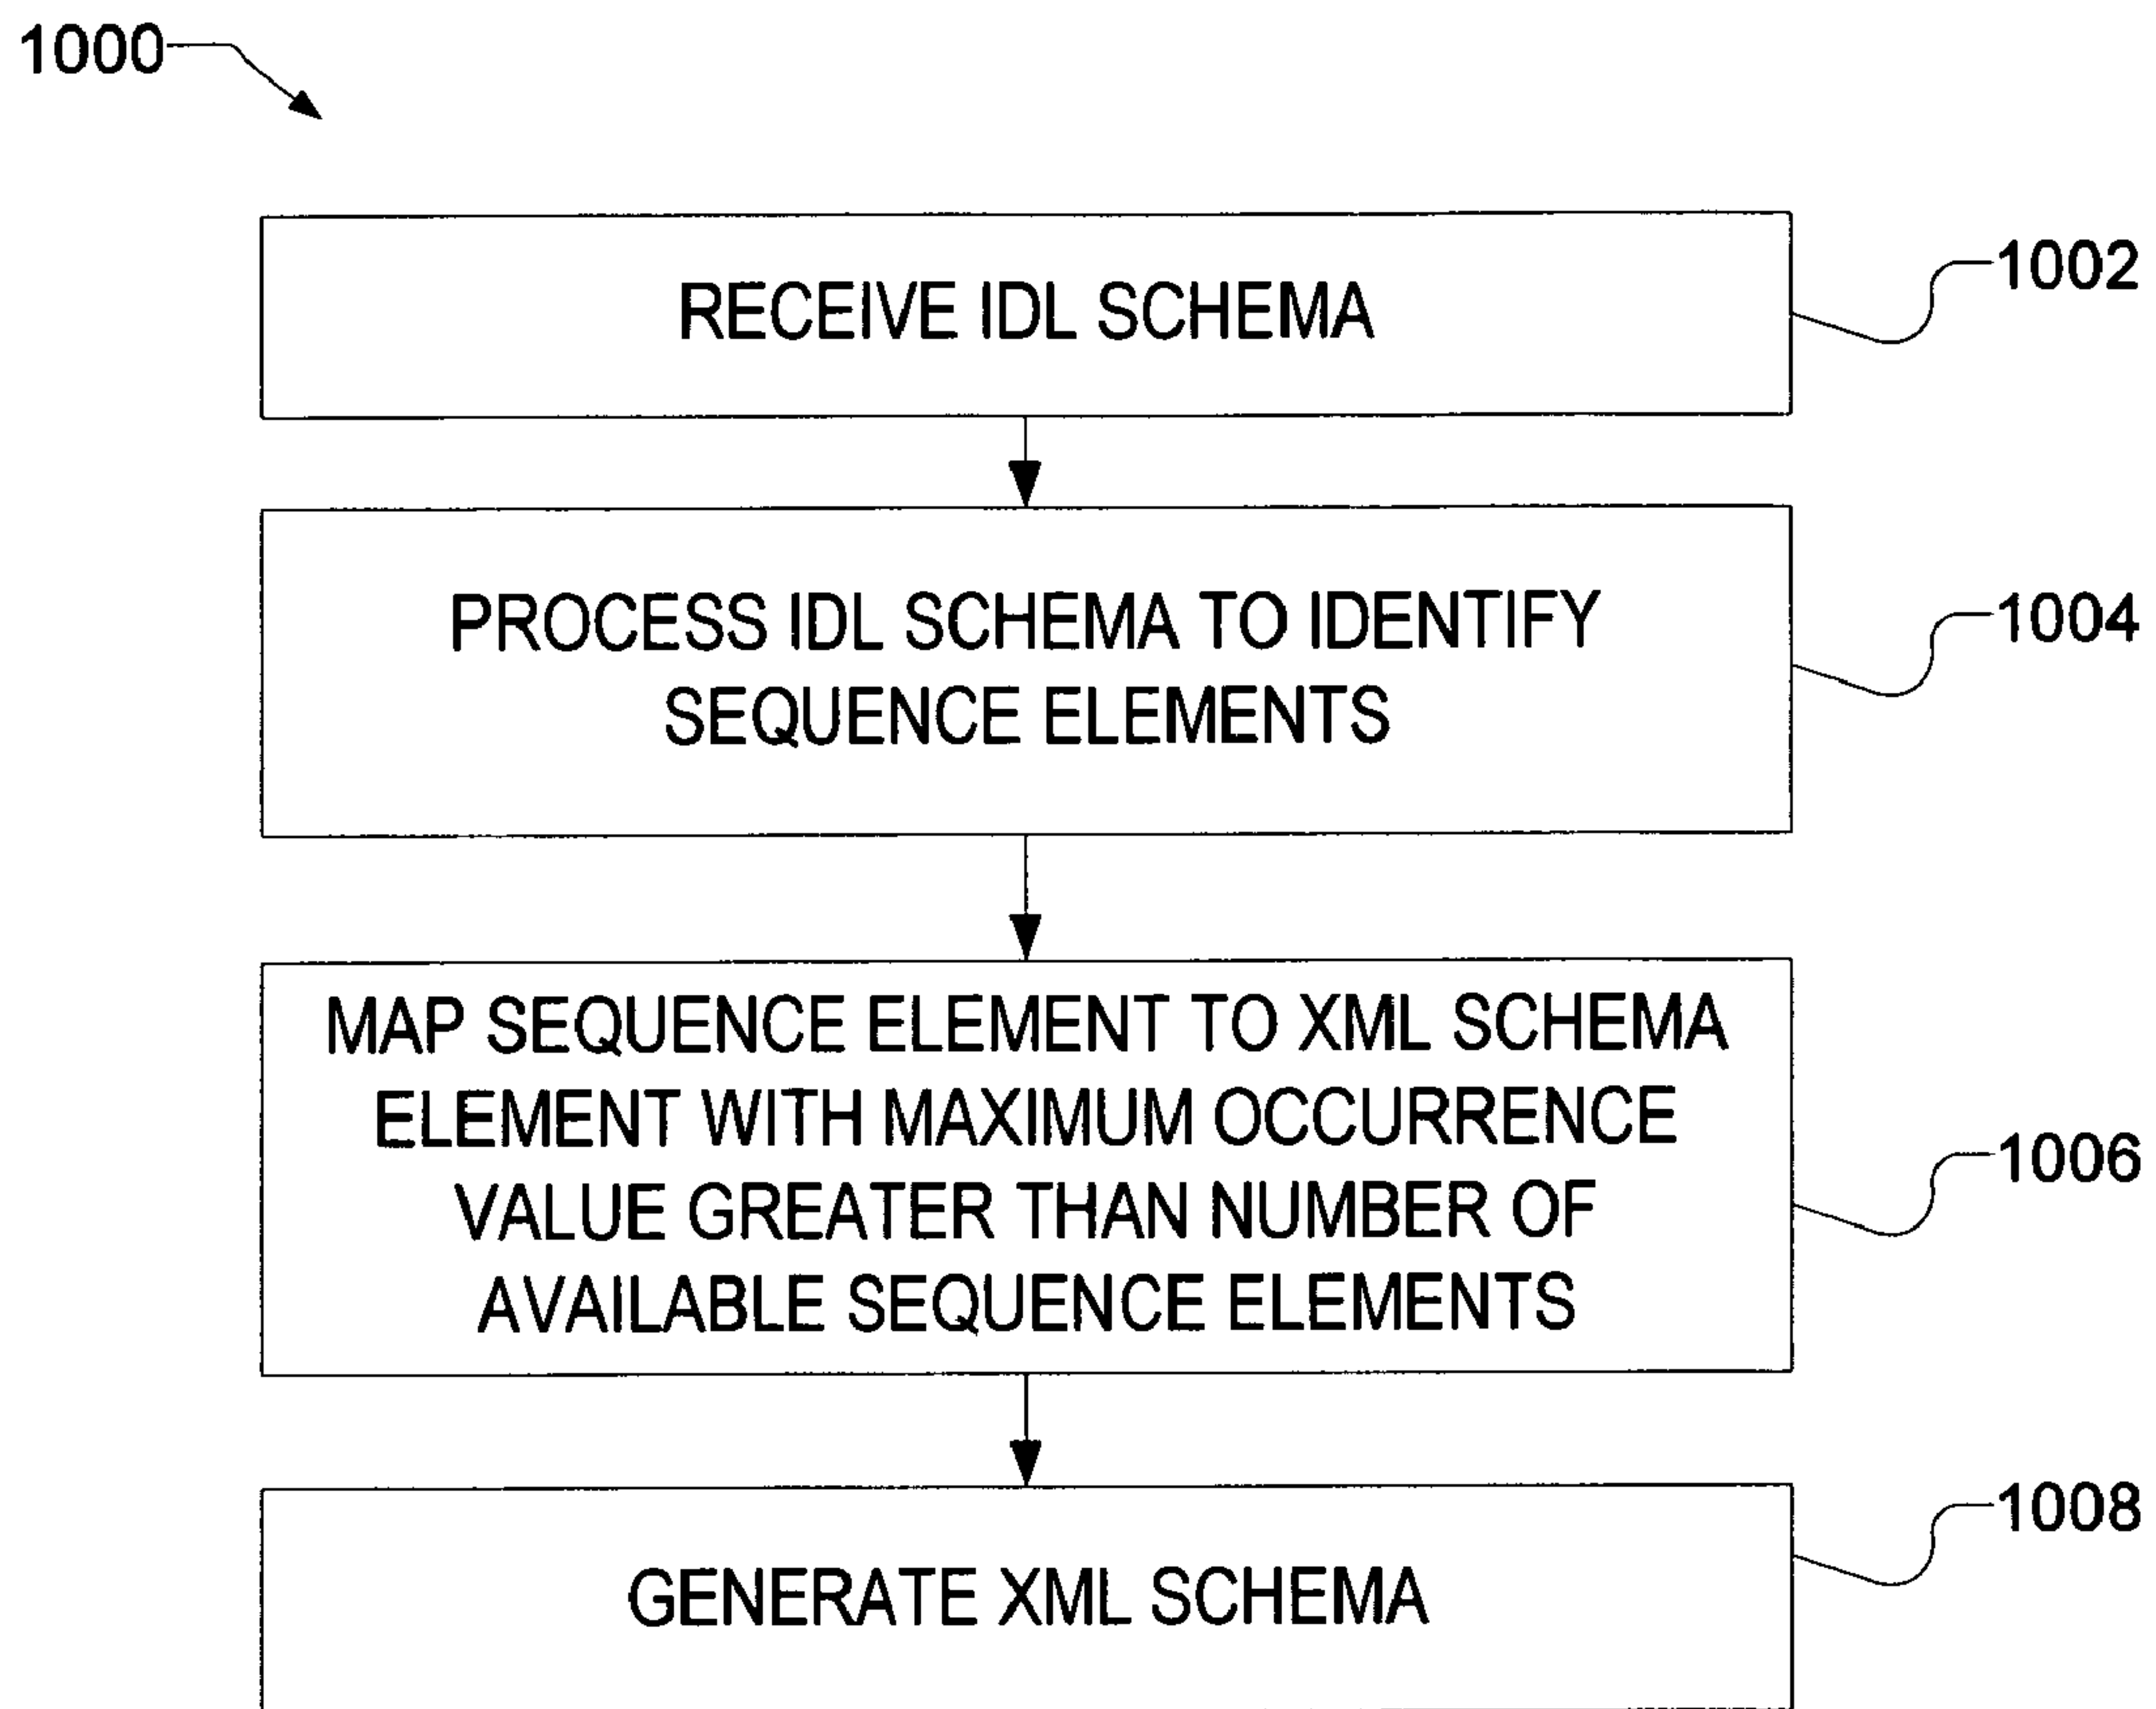 1000
RECEIVE IDL SCHEMA
1002
PROCESS IDL SCHEMA TO IDENTIFY
SEQUENCE ELEMENTS
1004
MAP SEQUENCE ELEMENT TO XML SCHEMA
ELEMENT WITH MAXIMUM OCCURRENCE
VALUE GREATER THAN NUMBER OF
AVAILABLE SEQUENCE ELEMENTS
1006
GENERATE XML SCHEMA
1008